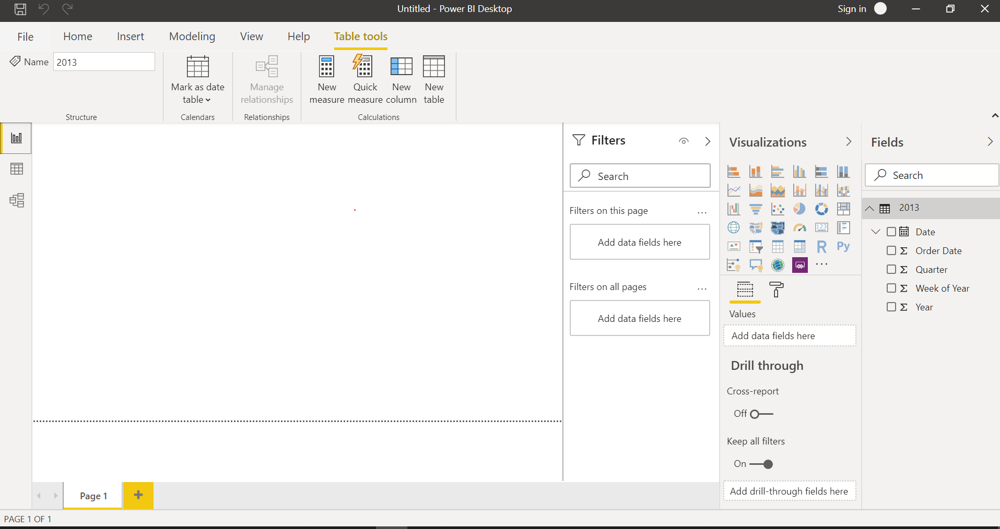 Untitled - Power BI Desktop
Sign in
File Home Insert Modeling View Help Table tools
Name 2013
Mark as date
table
Manage
relationships
New
measure
Quick
measure
New
column
New
table
Structure
Calendars
Relationships
Calculations
Filters
Search
Filters on this page
...
Add data fields here
Filters on all pages
...
Add data fields here
Visualizations
123
R
Py
...
Values
Add data fields here
Drill through
Cross-report
Off
Keep all filters
On
Add drill-through fields here
Fields
Search
2013
Date
Σ Order Date
Σ Quarter
Σ Week of Year
Σ Year
Page 1
+
PAGE 1 OF 1